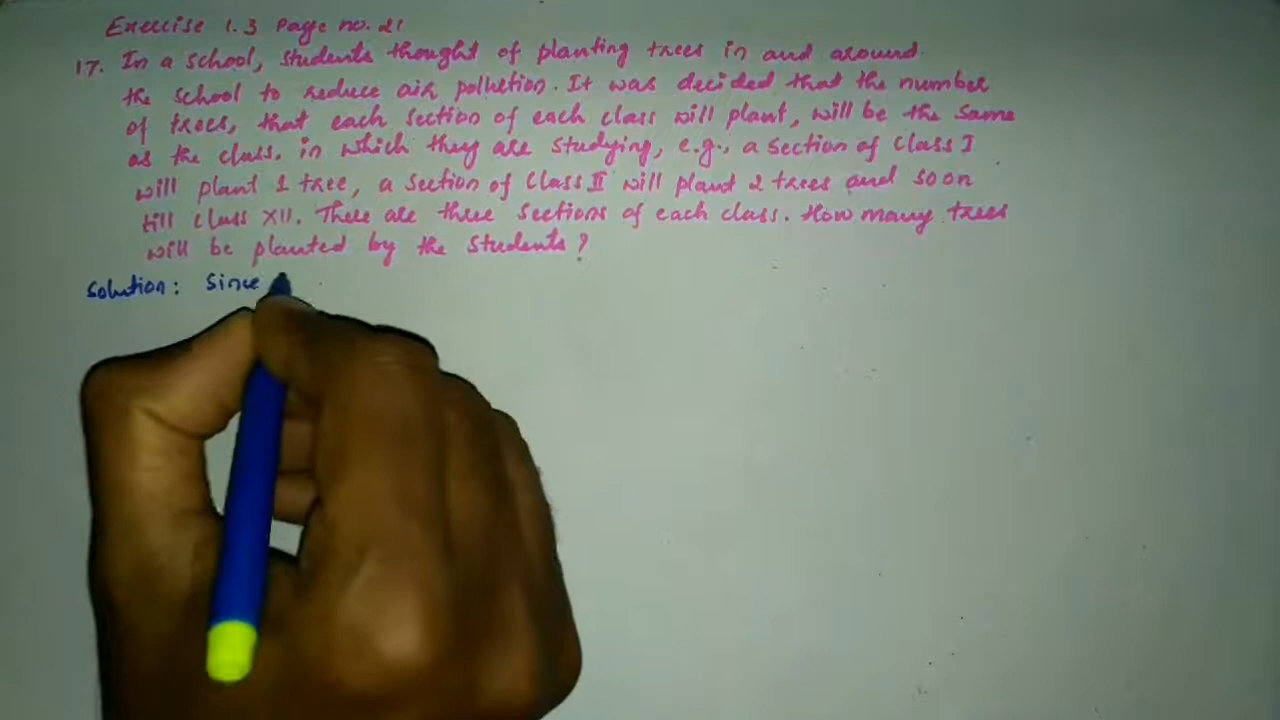 Exercise 1.3 Page no. 21
17. In a school, students thought of planting trees in and around
the school to reduce air pollution. It was decided that the number
of trees, that each section of each class will plant, will be the same
as the class, in which they are studying, e.g., a section of class I
will plant 1 tree, a section of class II will plant 2 trees and so on
till class XII. There are three sections of each class. How many trees
will be planted by the students?
Solution: Since